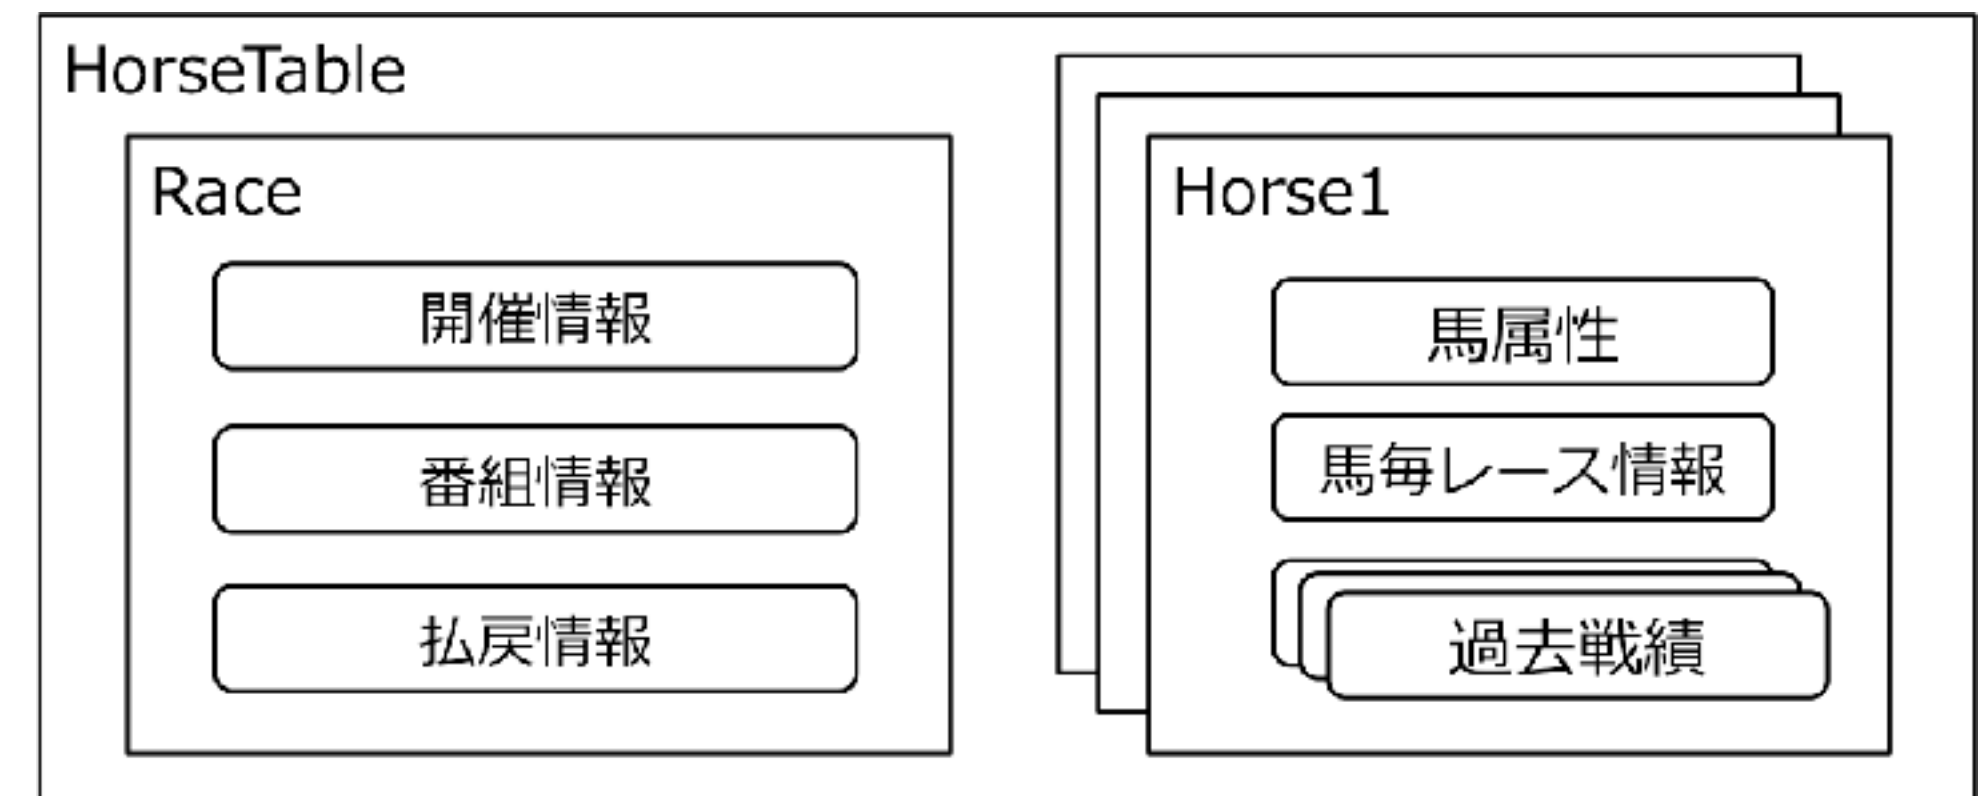 HorseTable
Race
開催情報
番組情報
払戻情報
Horse1
馬属性
馬毎レース情報
過去戦績